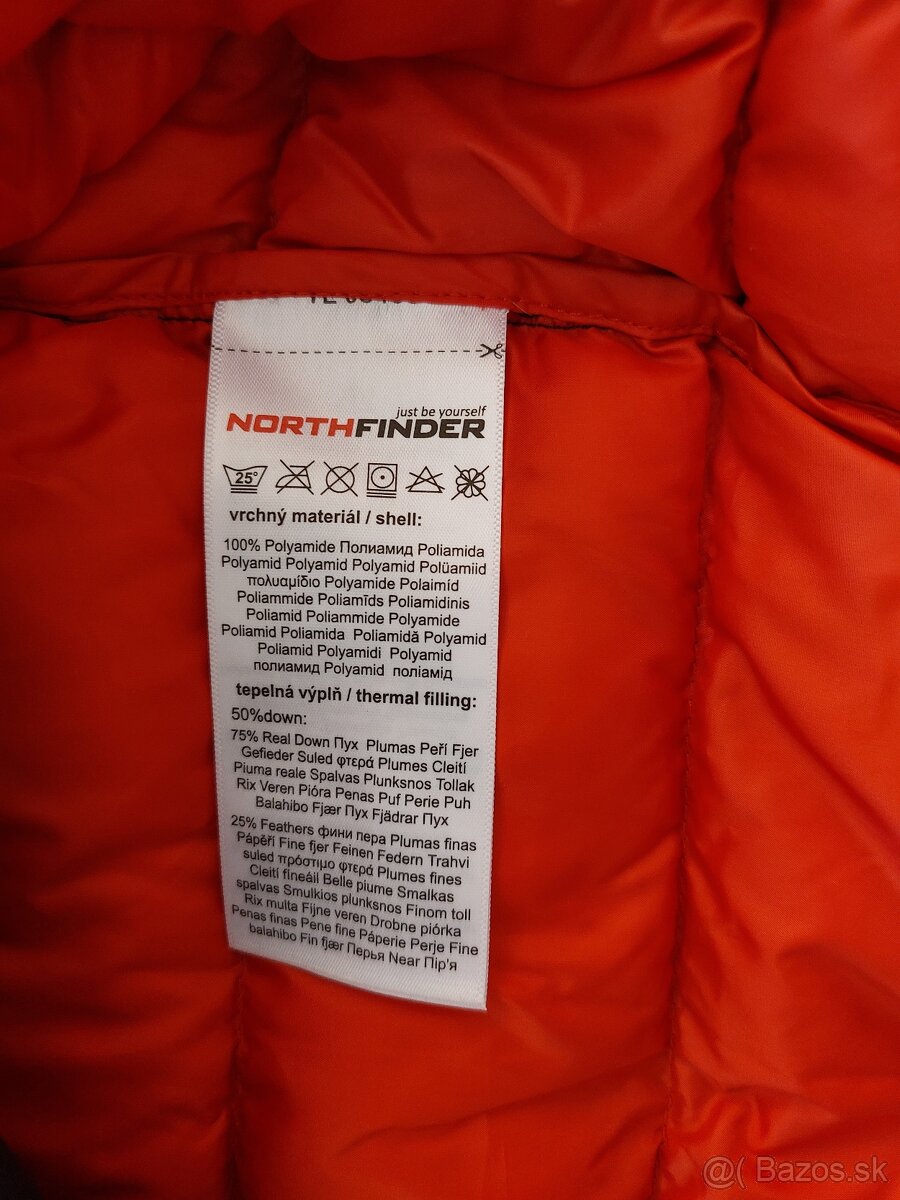 just be yourself
NORTHFINDER
25°
vrchný materiál / shell:
100% Polyamide Полиамид Poliamida
Polyamid Polyamid Polyamid Polüamiid
πολυαμίδιο Polyamide Polaimíd
Poliammide Poliamīds Poliamidinis
Poliamid Poliammide Polyamide
Poliamid Poliamida Poliamidă Polyamid
Poliamid Poliamidi Polyamid
полиамид Polyamid поліамід
tepelná výplň / thermal filling:
50%down:
75% Real Down Пух Plumas Peří Fjer
Gefieder Suled φτερά Plumes Cleití
Piuma reale Spalvas Plunksnos Tollak
Rix Veren Pióra Penas Puf Perie Puh
Balahibo Fjær Пух Fjädrar Пух
25% Feathers фини пера Plumas finas
Pápěří Fine fjer Feinen Federn Trahvi
suled πρόστιμο φτερά Plumes fines
Cleití fineáil Belle piume Smalkas
spalvas Smulkios plunksnos Finom toll
Rix multa Fijne veren Drobne piórka
Penas finas Pene fine Páperie Perje Fine
balahibo Fin fjær Перья Near Пір'я
@( Bazos.sk